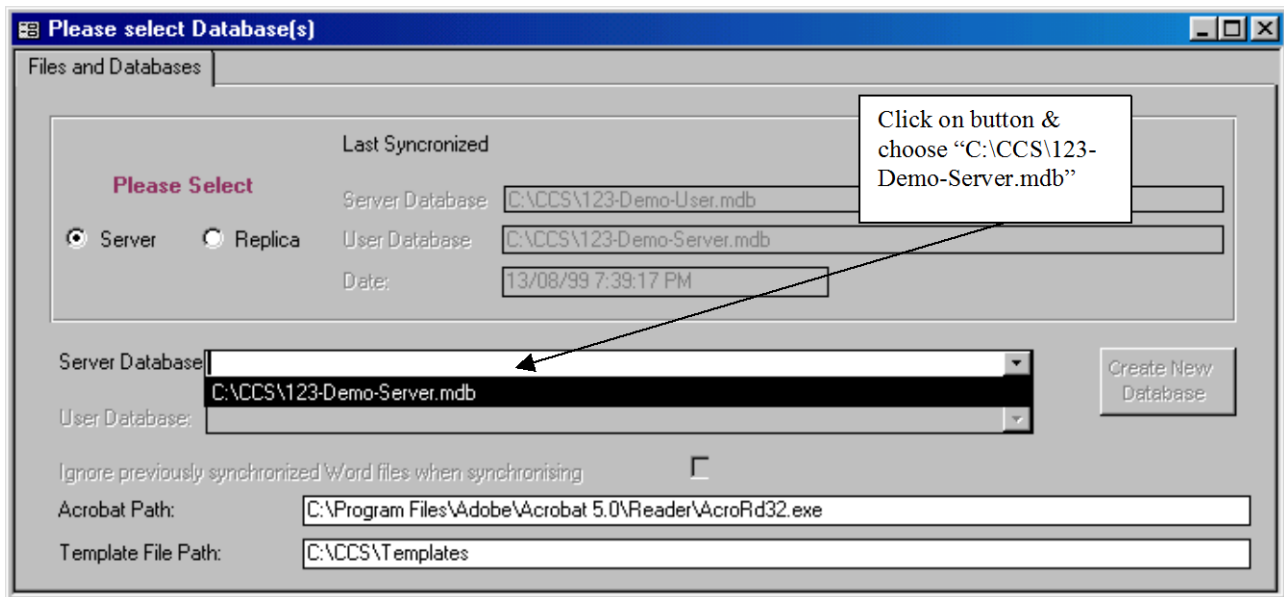 Please select Database(s)
Files and Databases
Click on button &
choose “C:\CCS\123-
Demo-Server.mdb”
Last Syncronized
Please Select
Server Database C:\CCS\123-Demo-User.mdb
Server Replica User Database C:\CCS\123-Demo-Server.mdb
Date: 13/08/99 7:39:17 PM
Server Database
C:\CCS\123-Demo-Server.mdb
Create New
Database
User Database:
Ignore previously synchronized Word files when synchronising
Acrobat Path: C:\Program Files\Adobe\Acrobat 5.0\Reader\AcroRd32.exe
Template File Path: C:\CCS\Templates